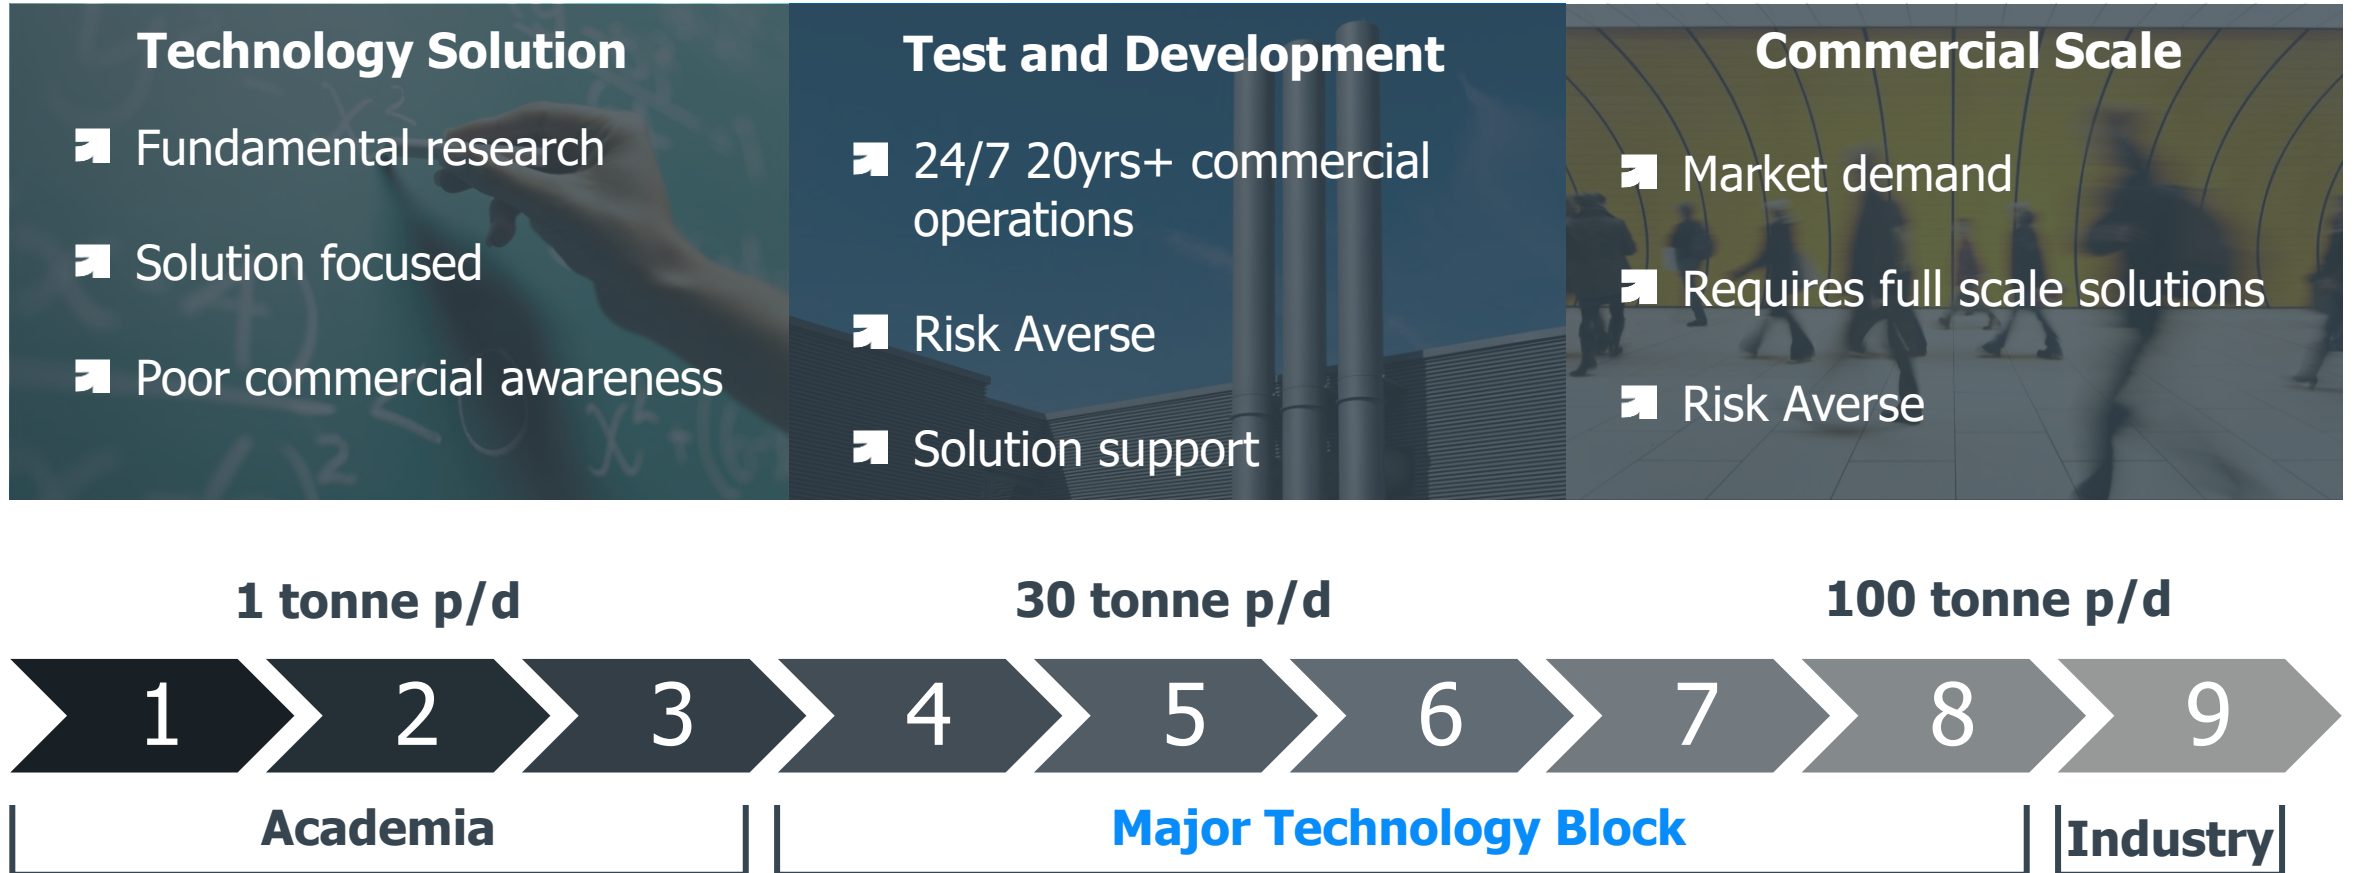 Technology Solution
Fundamental research
Solution focused
Poor commercial awareness
Test and Development
24/7 20yrs+ commercial
operations
Risk Averse
Solution support
Commercial Scale
Market demand
Requires full scale solutions
Risk Averse
1 tonne p/d
30 tonne p/d
100 tonne p/d
1 2 3 4 5 6 7 8 9
Academia
Major Technology Block
Industry